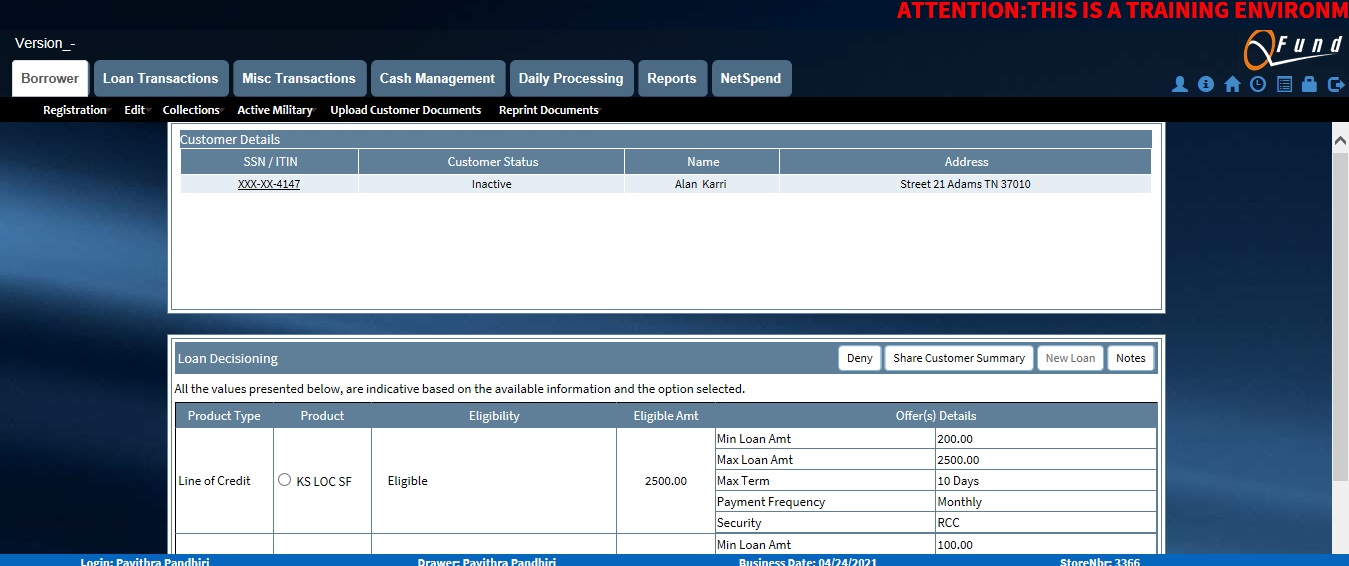 ATTENTION:THIS IS A TRAINING ENVIRONM
Version_-
QFund
Borrower Loan Transactions Misc Transactions Cash Management Daily Processing Reports NetSpend
Registration Edit Collections Active Military Upload Customer Documents Reprint Documents
Customer Details
SSN / ITIN Customer Status Name Address
XXX-XX-4147 Inactive Alan Karri Street 21 Adams TN 37010
Loan Decisioning Deny Share Customer Summary New Loan Notes
All the values presented below, are indicative based on the available information and the option selected.
Product Type Product Eligibility Eligible Amt Offer(s) Details
Min Loan Amt 200.00
Max Loan Amt 2500.00
Line of Credit KS LOC SF Eligible 2500.00 Max Term 10 Days
Payment Frequency Monthly
Security RCC
Min Loan Amt 100.00
Login: Pavithra Pandhiri Drawer: Pavithra Pandhiri Business Date: 04/24/2021 StoreNbr: 3366